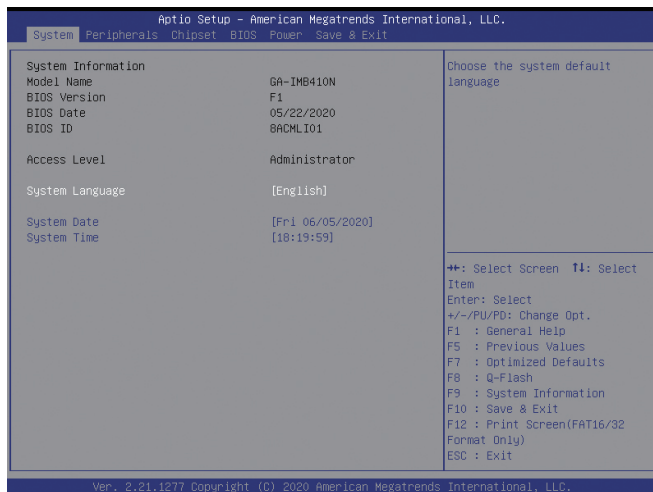 Aptio Setup – American Megatrends International, LLC.
System Peripherals Chipset BIOS Power Save & Exit
System Information
Model Name GA-IMB410N
BIOS Version F1
BIOS Date 05/22/2020
BIOS ID 8ACMLI01
Access Level Administrator
System Language [English]
System Date [Fri 06/05/2020]
System Time [18:19:59]
Choose the system default
language
→←: Select Screen ↑↓: Select
Item
Enter: Select
+/-/PU/PD: Change Opt.
F1 : General Help
F5 : Previous Values
F7 : Optimized Defaults
F8 : Q-Flash
F9 : System Information
F10 : Save & Exit
F12 : Print Screen(FAT16/32
Format Only)
ESC : Exit
Ver. 2.21.1277 Copyright (C) 2020 American Megatrends International, LLC.